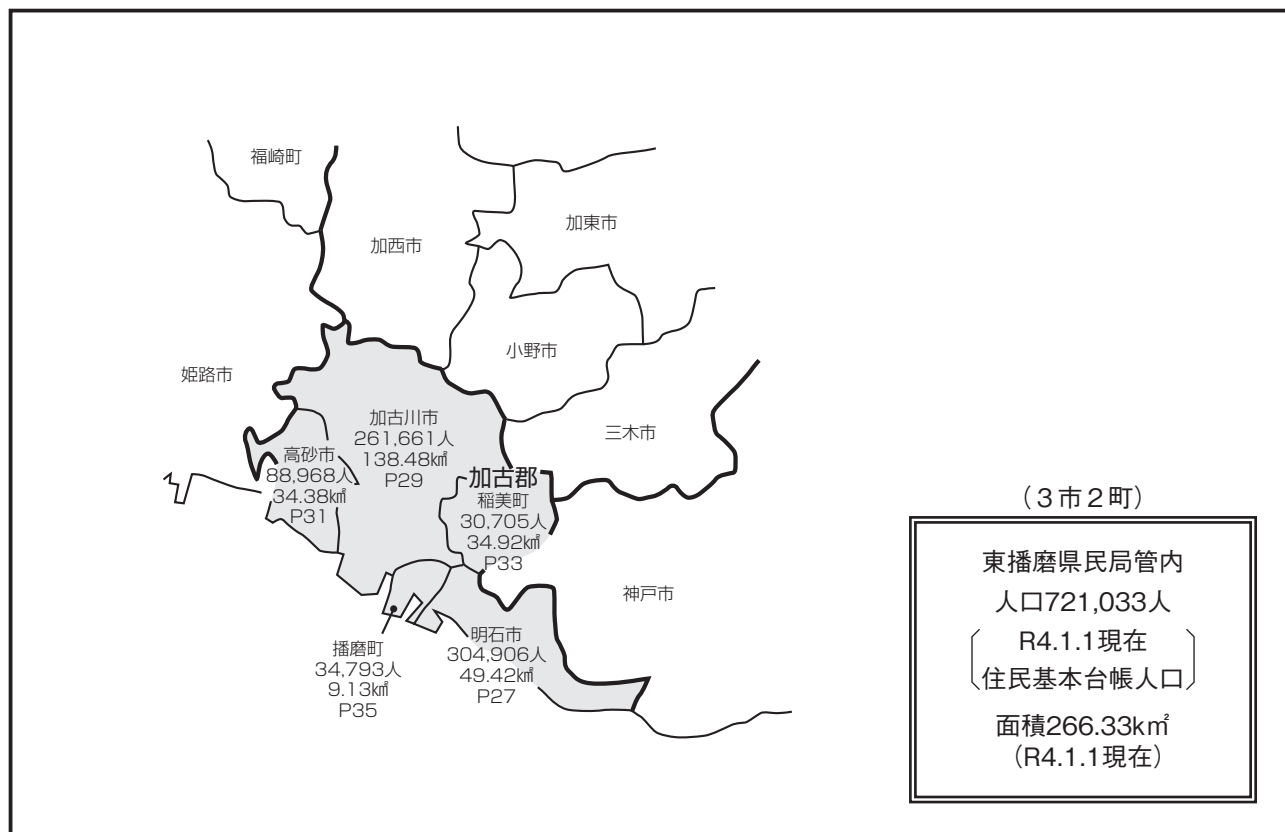 福崎町
加西市
加東市
小野市
姫路市
三木市
加古川市
261,661人
138.48㎢
P29
高砂市
88,968人
34.38㎢
P31
加古郡
稲美町
30,705人
34.92㎢
P33
神戸市
播磨町
34,793人
9.13㎢
P35
明石市
304,906人
49.42㎢
P27
（3市2町）
東播磨県民局管内
人口721,033人
R4.1.1現在
住民基本台帳人口
面積266.33k㎡
（R4.1.1現在）